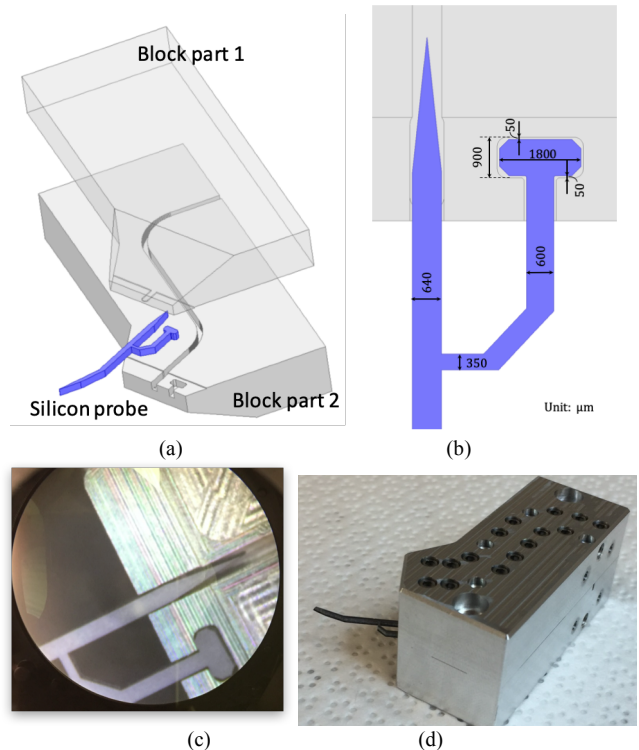 Block part 1
Silicon probe
Block part 2
(a)
50
900
1800
50
640
600
350
Unit: μm
(b)
(c)
(d)